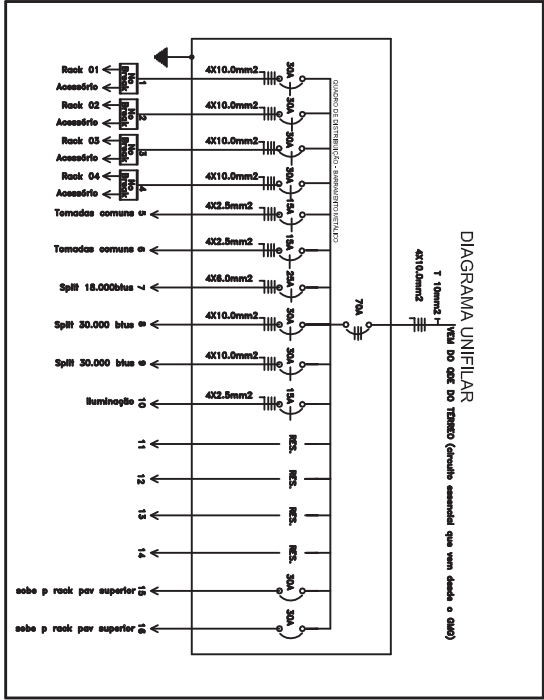 DIAGRAMA UNIFILAR
VEM DO QDE DO TÉRREO (circuito essencial que vem desde o GMG)
T 10mm2
4X10.0mm2
70A
QUADRO DE DISTRIBUIÇÃO - BARRAMENTO METÁLICO
Rack 01
Acessório
No Break
1
4X10.0mm2
30A
Rack 02
Acessório
No Break
2
4X10.0mm2
30A
Rack 03
Acessório
No Break
3
4X10.0mm2
30A
Rack 04
Acessório
No Break
4
4X10.0mm2
30A
Tomadas comuns 5
4X2.5mm2
15A
Tomadas comuns 6
4X2.5mm2
15A
Split 18.000btus 7
4X6.0mm2
25A
Split 30.000 btus 8
4X10.0mm2
30A
Split 30.000 btus 9
4X10.0mm2
30A
Iluminação 10
4X2.5mm2
15A
11
RES.
12
RES.
13
RES.
14
RES.
sobe p rack pav superior 15
30A
sobe p rack pav superior 16
30A